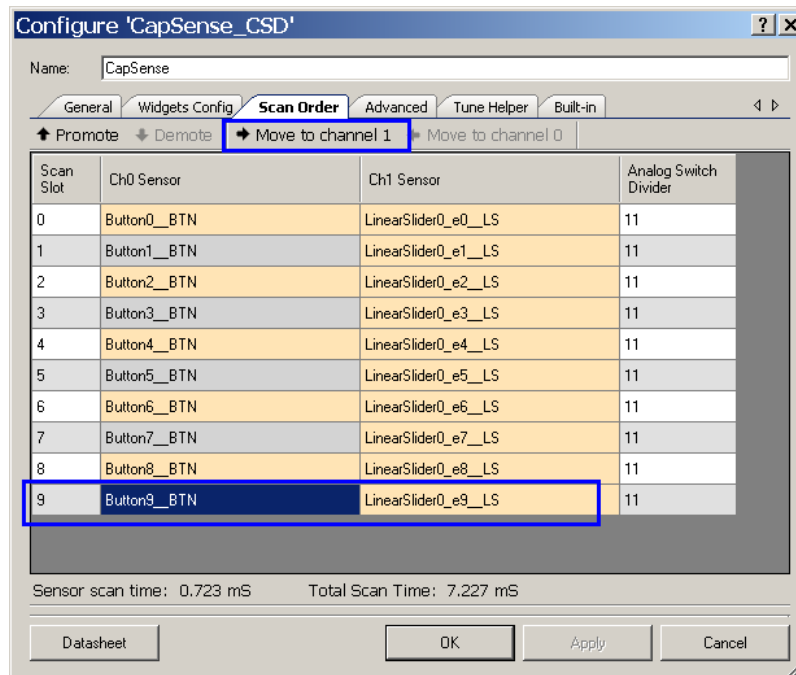 Configure 'CapSense_CSD'
Name: CapSense
General Widgets Config Scan Order Advanced Tune Helper Built-in
Promote Demote Move to channel 1 Move to channel 0
Scan Slot Ch0 Sensor Ch1 Sensor Analog Switch Divider
0 Button0__BTN LinearSlider0_e0__LS 11
1 Button1__BTN LinearSlider0_e1__LS 11
2 Button2__BTN LinearSlider0_e2__LS 11
3 Button3__BTN LinearSlider0_e3__LS 11
4 Button4__BTN LinearSlider0_e4__LS 11
5 Button5__BTN LinearSlider0_e5__LS 11
6 Button6__BTN LinearSlider0_e6__LS 11
7 Button7__BTN LinearSlider0_e7__LS 11
8 Button8__BTN LinearSlider0_e8__LS 11
9 Button9__BTN LinearSlider0_e9__LS 11
Sensor scan time: 0.723 mS Total Scan Time: 7.227 mS
Datasheet OK Apply Cancel